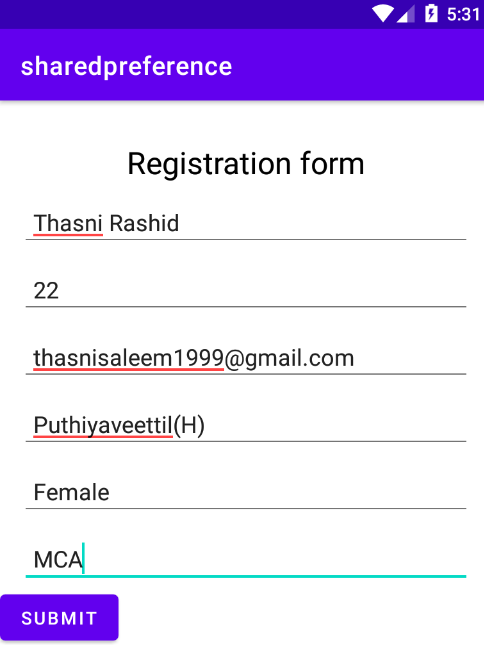 5:31
sharedpreference
Registration form
Thasni Rashid
22
thasnisaleem1999@gmail.com
Puthiyaveettil(H)
Female
MCA
SUBMIT